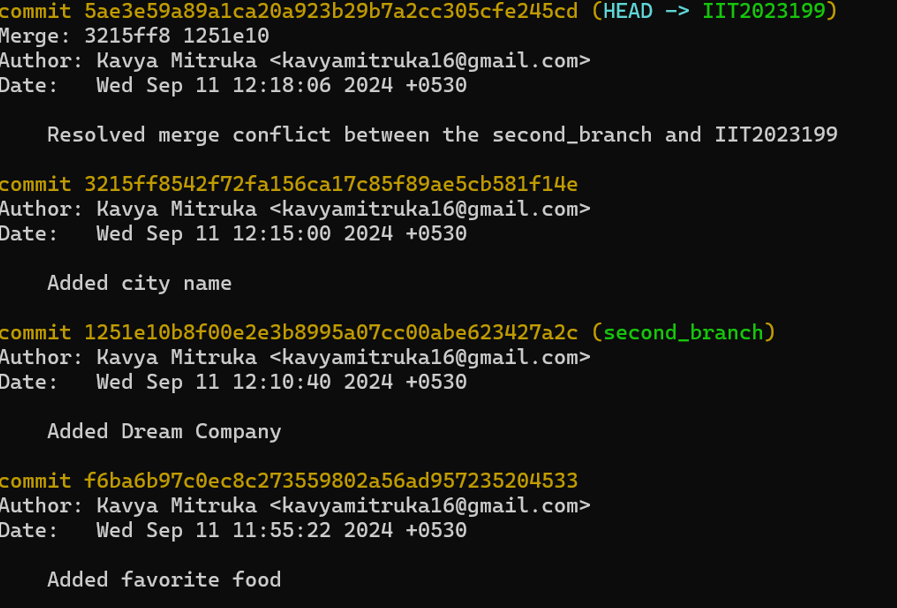 commit 5ae3e59a89a1ca20a923b29b7a2cc305cfe245cd (HEAD -> IIT2023199)
Merge: 3215ff8 1251e10
Author: Kavya Mitruka <kavyamitruka16@gmail.com>
Date:   Wed Sep 11 12:18:06 2024 +0530
Resolved merge conflict between the second_branch and IIT2023199
commit 3215ff8542f72fa156ca17c85f89ae5cb581f14e
Author: Kavya Mitruka <kavyamitruka16@gmail.com>
Date:   Wed Sep 11 12:15:00 2024 +0530
Added city name
commit 1251e10b8f00e2e3b8995a07cc00abe623427a2c (second_branch)
Author: Kavya Mitruka <kavyamitruka16@gmail.com>
Date:   Wed Sep 11 12:10:40 2024 +0530
Added Dream Company
commit f6ba6b97c0ec8c273559802a56ad957235204533
Author: Kavya Mitruka <kavyamitruka16@gmail.com>
Date:   Wed Sep 11 11:55:22 2024 +0530
Added favorite food